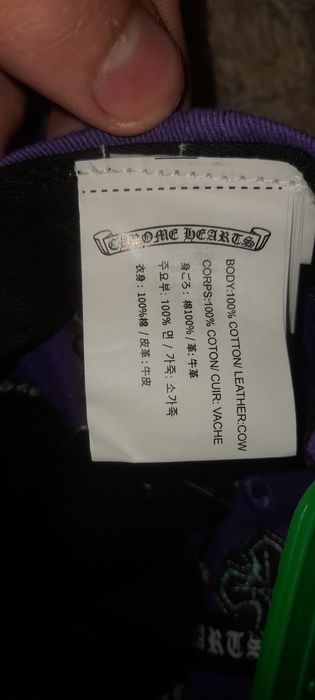 CHROME HEARTS
BODY:100% COTTON/ LEATHER:COW
CORPS:100% COTON/ CUIR: VACHE
身ごろ: 棉100% / 革: 牛革
주요부: 100% 면 / 가죽: 소가죽
衣身: 100%棉 / 皮革: 牛皮
HEARTS